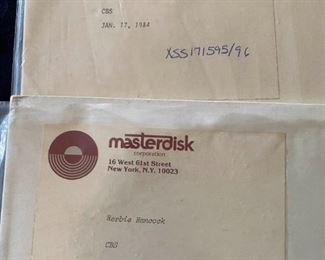 CBS
JAN. 17, 1984
XSS171595/96
masterdisk
corporation
16 West 61st Street
New York, N.Y. 10023
Herbie Hancock
CBS